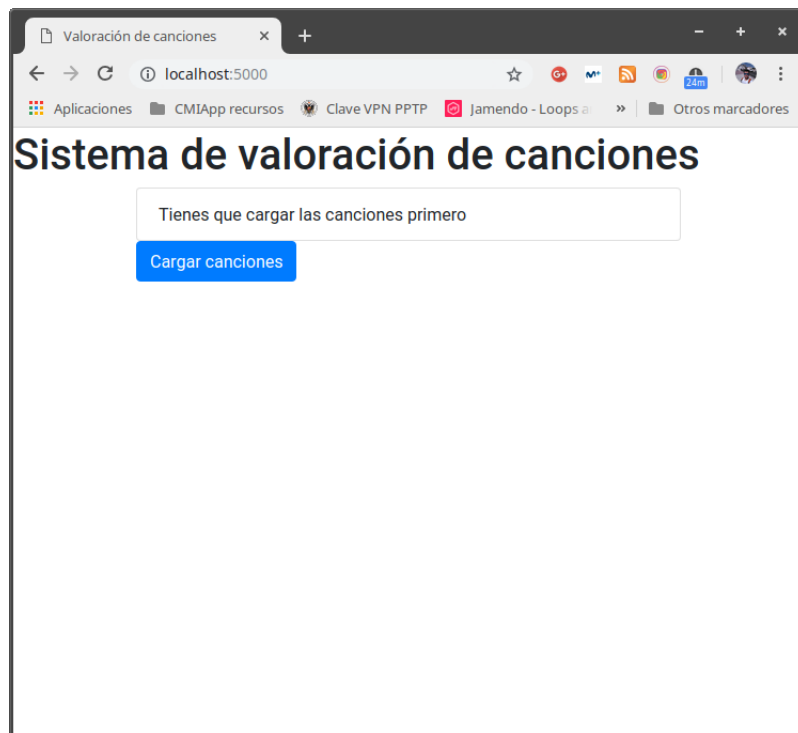 Valoración de canciones
localhost:5000
24m
Aplicaciones CMIApp recursos Clave VPN PPTP Jamendo - Loops a » Otros marcadores
Sistema de valoración de canciones
Tienes que cargar las canciones primero
Cargar canciones